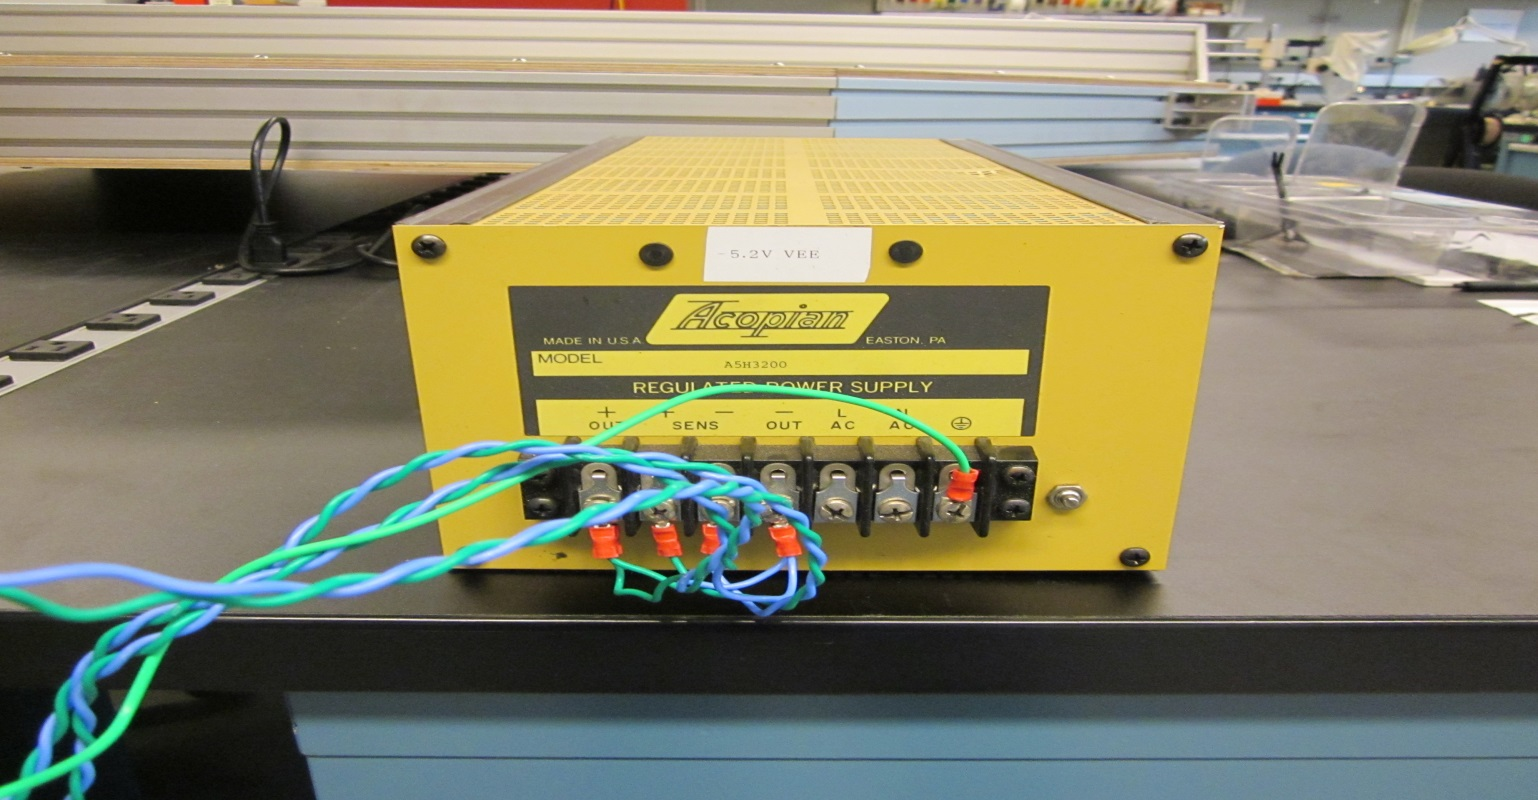 -5.2V VEE
Acopian
MADE IN U.S.A. EASTON, PA
MODEL A5H3200
REGULATED POWER SUPPLY
+ + − − L N
OUT SENS OUT AC AC